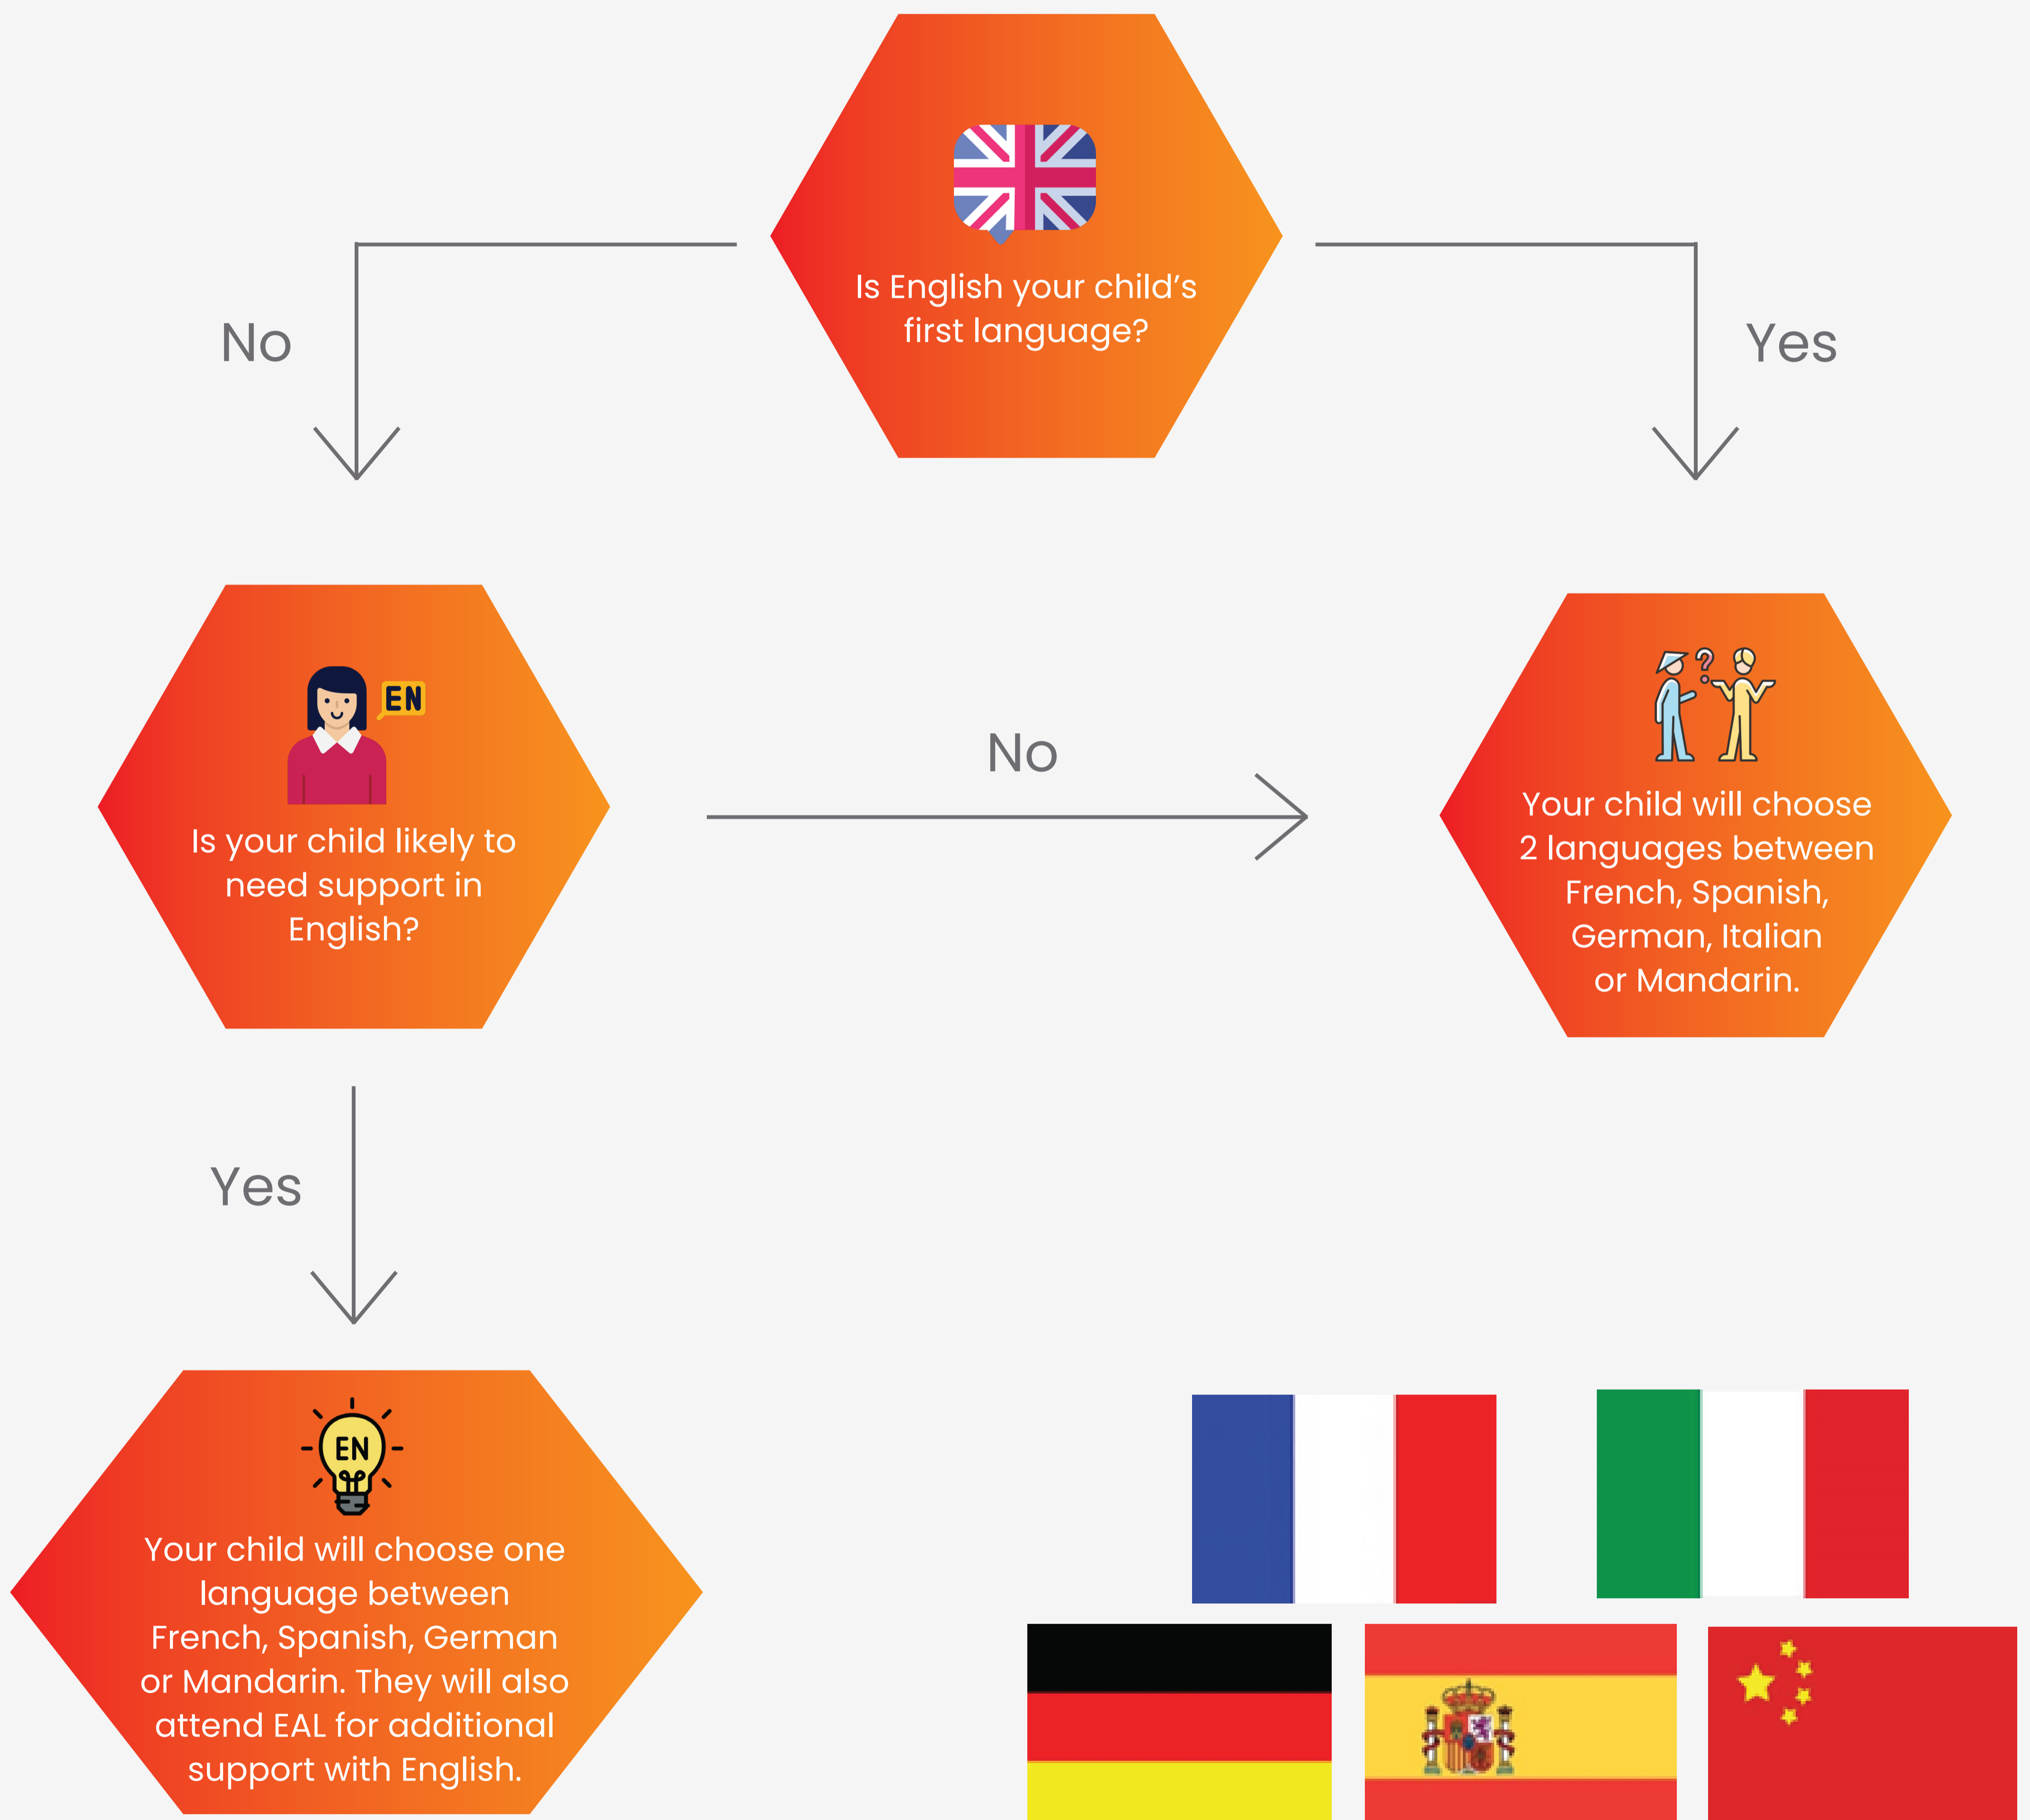 Is English your child’s
first language?
No
Yes
EN
Is your child likely to
need support in
English?
No
?
Your child will choose
2 languages between
French, Spanish,
German, Italian
or Mandarin.
Yes
EN
Your child will choose one
language between
French, Spanish, German
or Mandarin. They will also
attend EAL for additional
support with English.